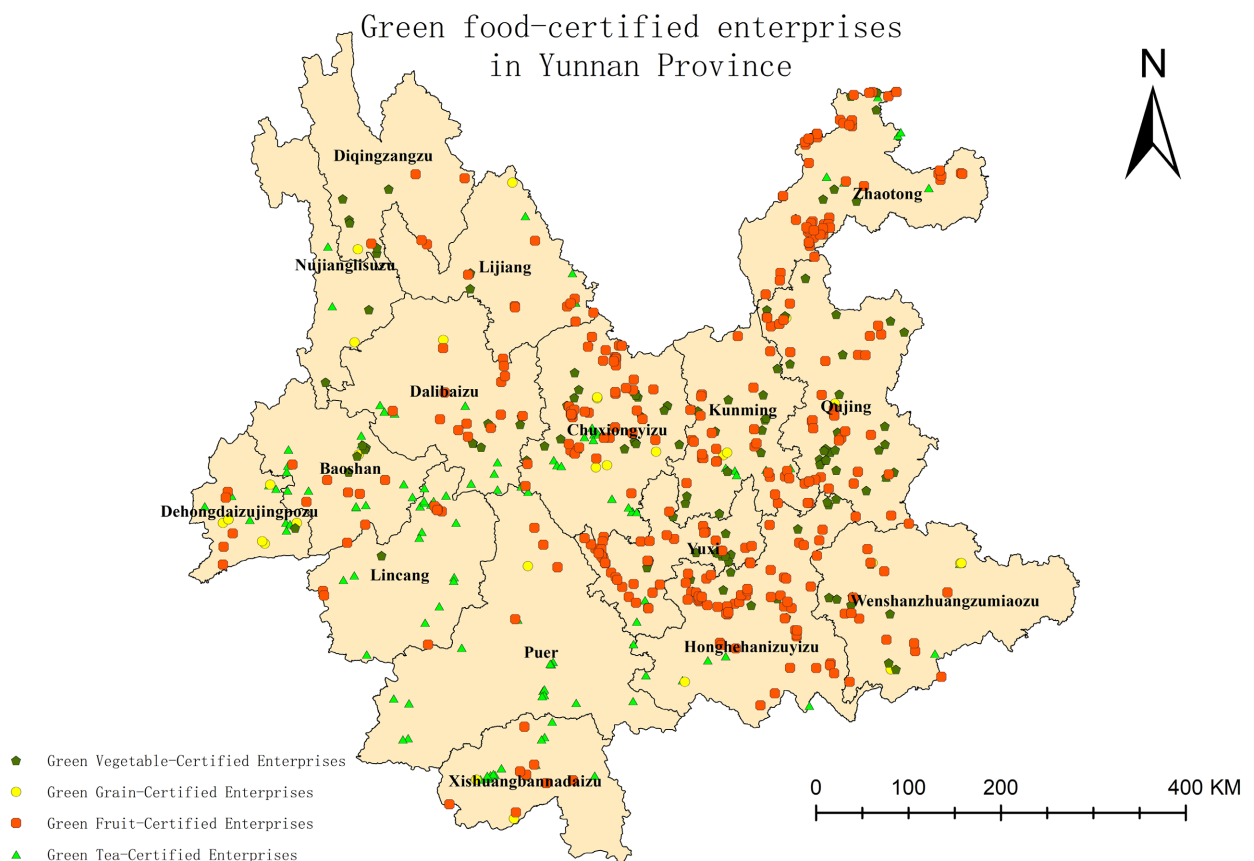 Green food-certified enterprises
in Yunnan Province
N
Diqingzangzu
Zhaotong
Nujianglisuzu
Lijiang
Dalibaizu
Kunming
Qujing
Chuxiongyizu
Baoshan
Dehongdaizujingpozu
Yuxi
Lincang
Wenshanzhuangzumiaozu
Puer
Honghehanizuyizu
Xishuangbannadaizu
Green Vegetable-Certified Enterprises
Green Grain-Certified Enterprises
Green Fruit-Certified Enterprises
Green Tea-Certified Enterprises
0 100 200 400 KM